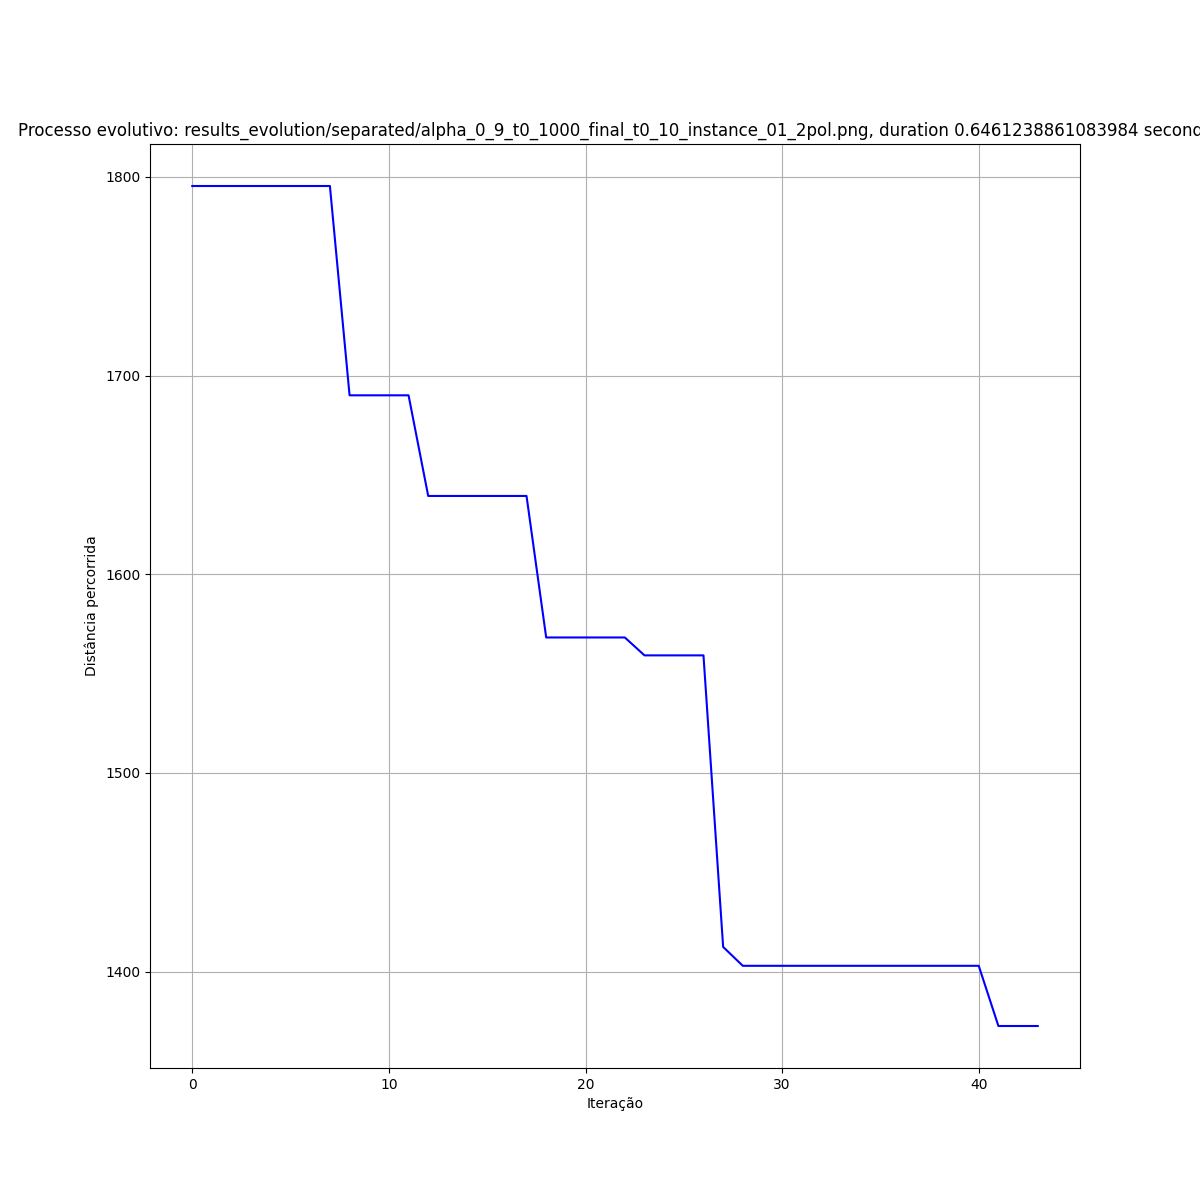 Processo evolutivo: results_evolution/separated/alpha_0_9_t0_1000_final_t0_10_instance_01_2pol.png, duration 0.6461238861083984 second
1800
1700
1600
1500
1400
Distância percorrida
0 10 20 30 40
Iteração